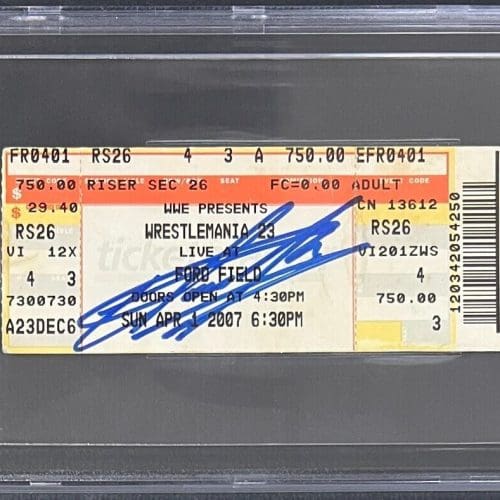 FR0401 RS26 4 3 A 750.00 EFR0401
750.00 RISER SEC 26 FC=0.00 ADULT
$ 29.40 WWE PRESENTS CN 13612
RS26 WRESTLEMANIA 23 RS26
VI 12X LIVE AT VI201ZWS
4 3 FORD FIELD 4
7300730 DOORS OPEN AT 4:30PM 750.00
A23DEC6 SUN APR 1 2007 6:30PM 3
120342054250